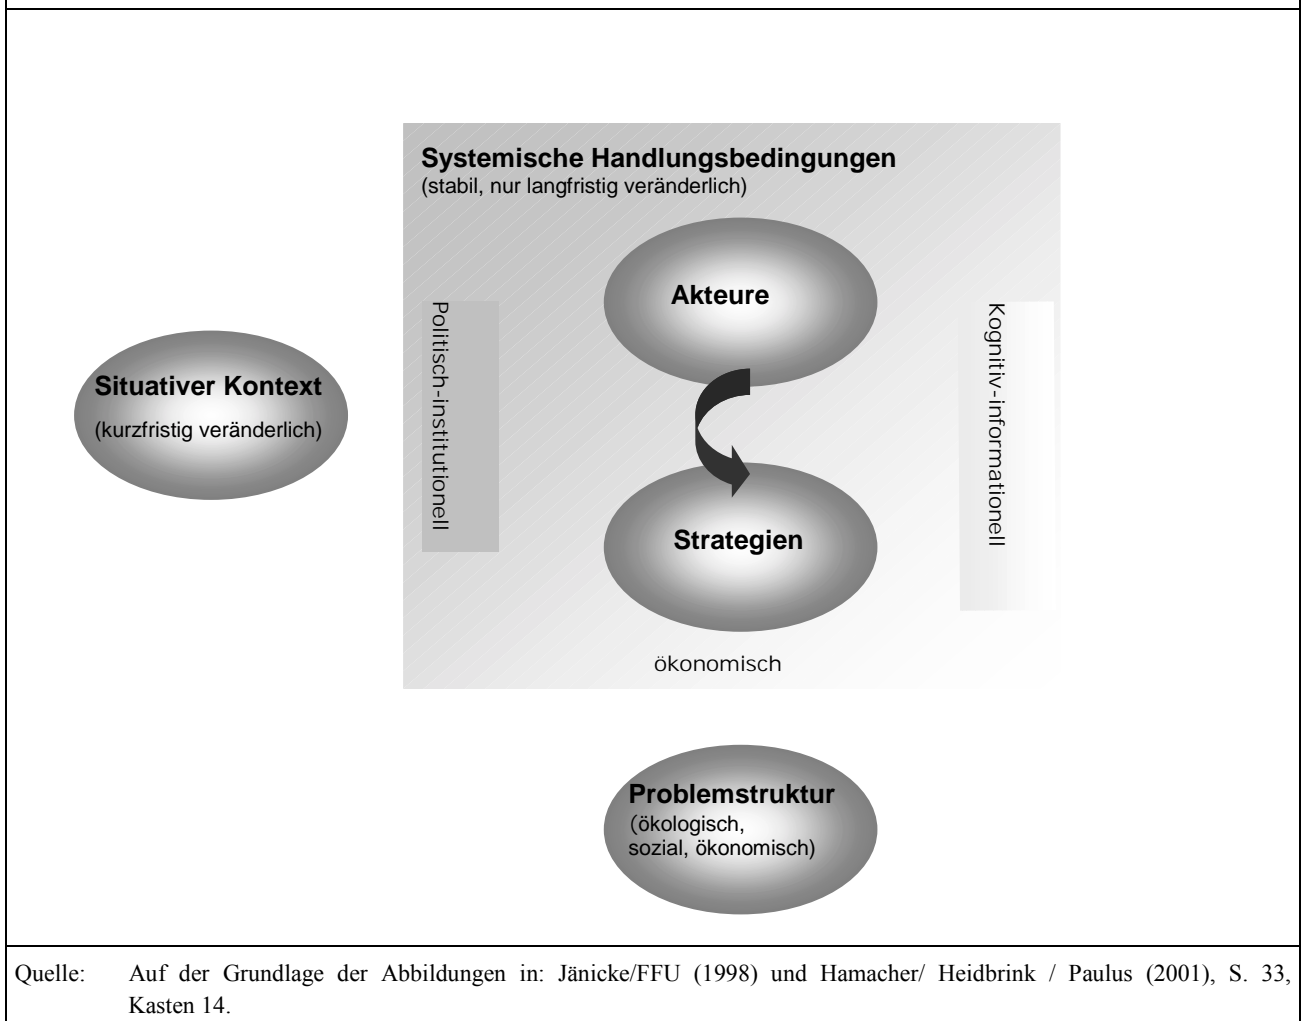 Systemische Handlungsbedingungen
(stabil, nur langfristig veränderlich)
Akteure
Politisch-institutionell
Kognitiv-informationell
Situativer Kontext
(kurzfristig veränderlich)
Strategien
ökonomisch
Problemstruktur
(ökologisch,
sozial, ökonomisch)
Quelle: Auf der Grundlage der Abbildungen in: Jänicke/FFU (1998) und Hamacher/ Heidbrink / Paulus (2001), S. 33,
Kasten 14.